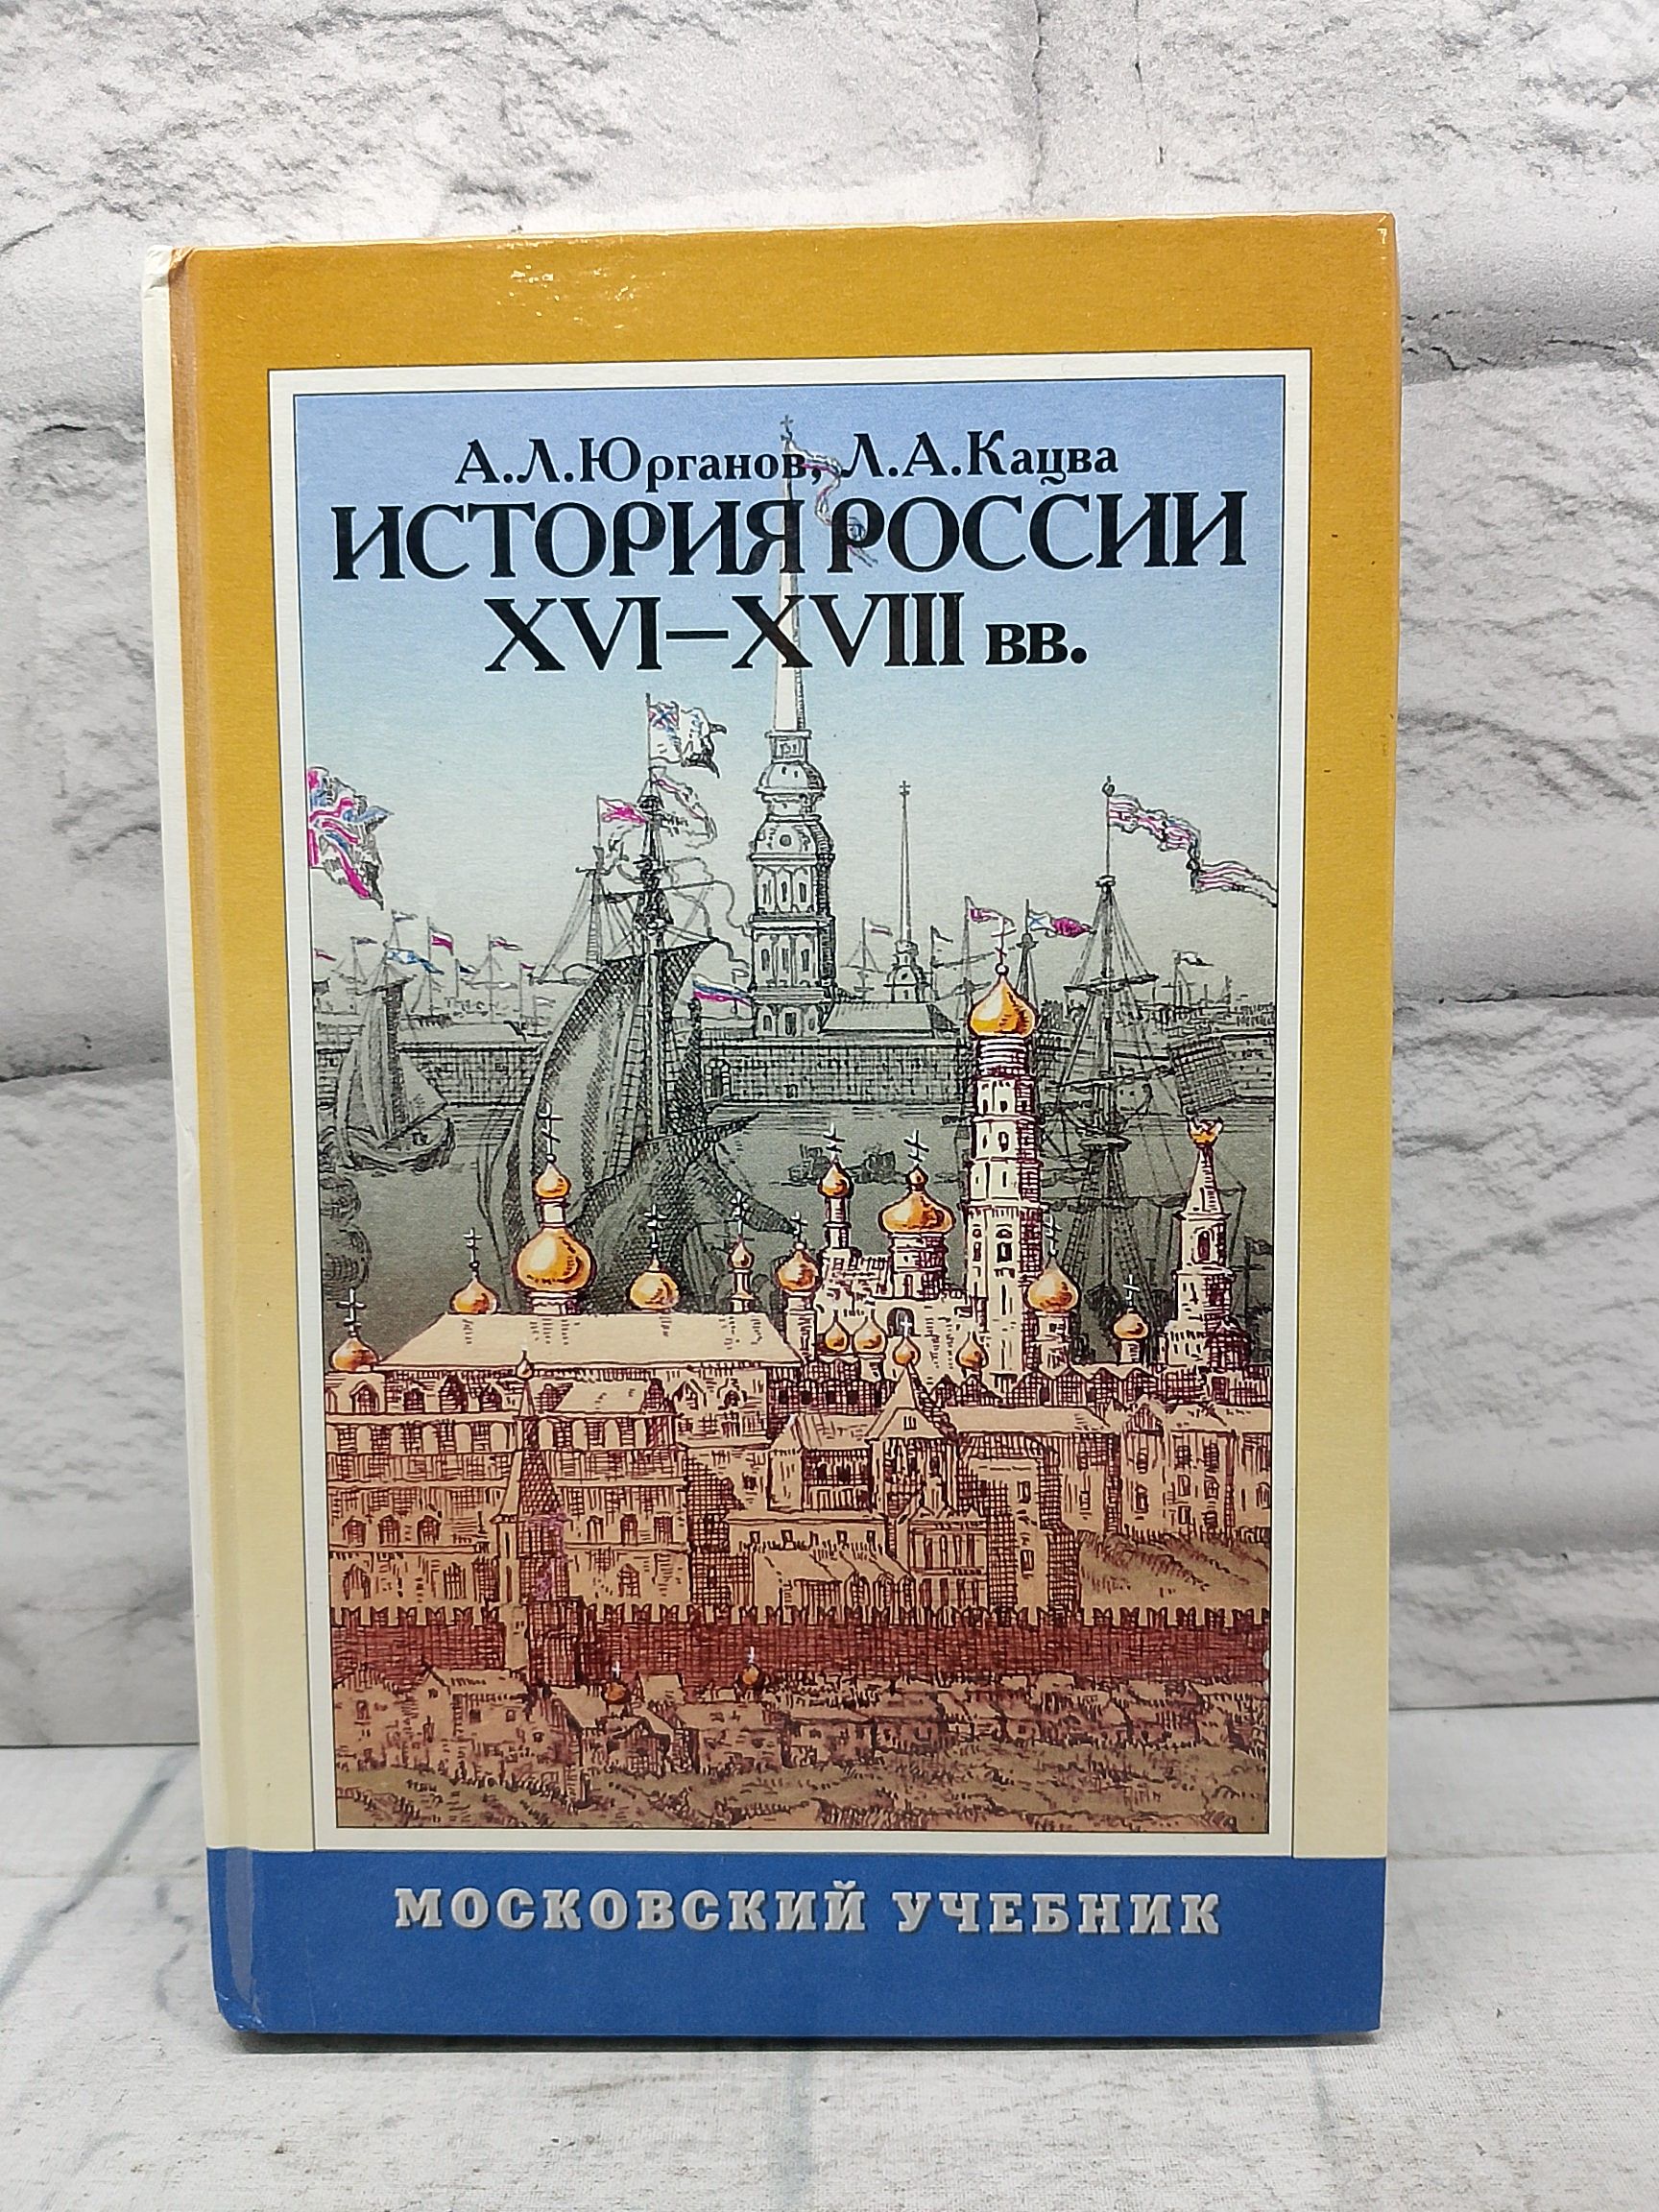 А.Л.Юрганов, Л.А.Кацва
ИСТОРИЯ РОССИИ
XVI–XVIII вв.
МОСКОВСКИЙ УЧЕБНИК